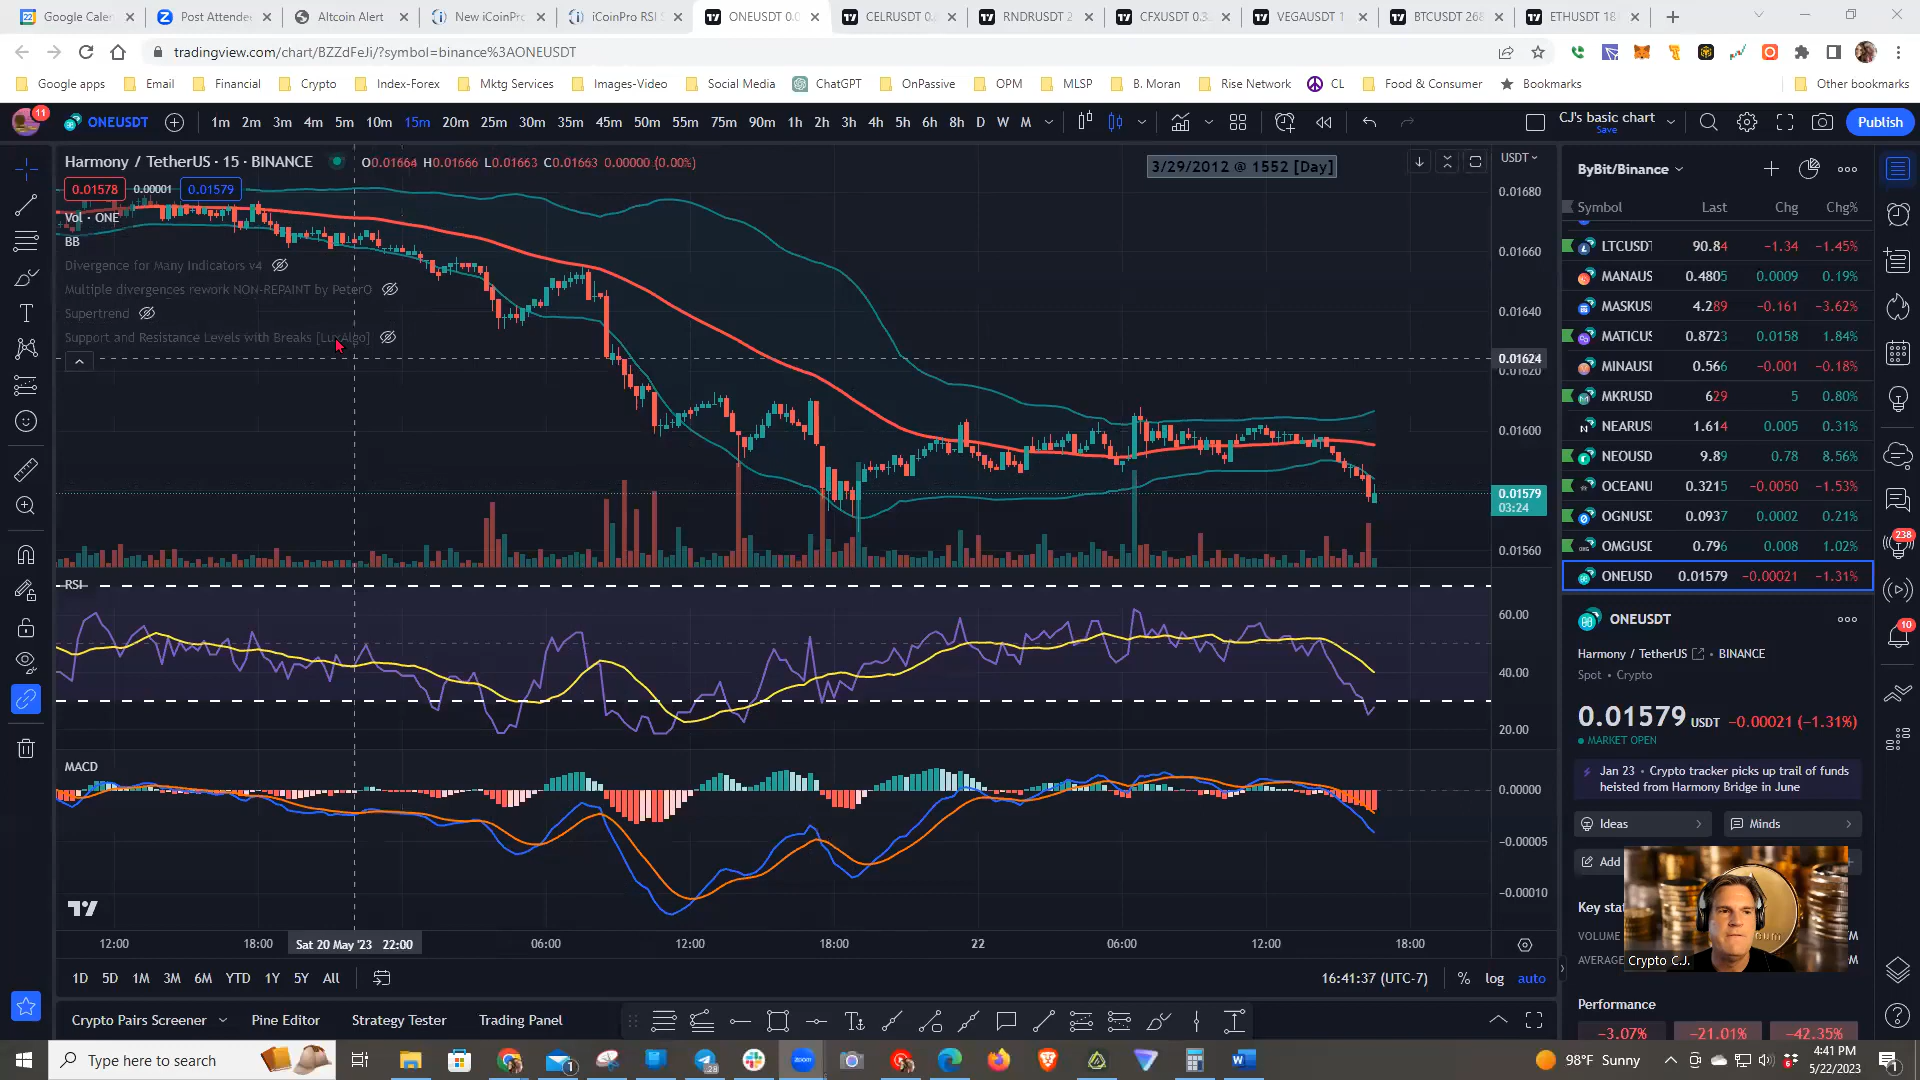 Google Calen
Post Attende
Altcoin Alert
New iCoinPro
iCoinPro RSI S
ONEUSDT 0.0
CELRUSDT 0.
RNDRUSDT 2
CFXUSDT 0.3
VEGAUSDT 1
BTCUSDT 268
ETHUSDT 18
tradingview.com/chart/BZZdFeJi/?symbol=binance%3AONEUSDT
Google apps Email Financial Crypto Index-Forex Mktg Services Images-Video Social Media ChatGPT OnPassive OPM MLSP B. Moran Rise Network CL Food & Consumer Bookmarks Other bookmarks
11
ONEUSDT 1m 2m 3m 4m 5m 10m 15m 20m 25m 30m 35m 45m 50m 55m 75m 90m 1h 2h 3h 4h 5h 6h 8h D W M
CJ's basic chart
Save
Publish
Harmony / TetherUS · 15 · BINANCE O0.01664 H0.01666 L0.01663 C0.01663 0.00000 (0.00%)
3/29/2012 @ 1552 [Day]
USDT
0.01578 0.00001 0.01579
Vol · ONE
BB
Divergence for Many Indicators v4
Multiple divergences rework NON-REPAINT by PeterO
Supertrend
Support and Resistance Levels with Breaks [LuxAlgo]
0.01680
0.01660
0.01640
0.01624
0.01620
0.01600
0.01579
03:24
0.01560
RSI
60.00
40.00
20.00
MACD
0.00000
−0.00005
−0.00010
12:00 18:00 Sat 20 May '23 22:00 06:00 12:00 18:00 22 06:00 12:00 18:00
1D 5D 1M 3M 6M YTD 1Y 5Y All
16:41:37 (UTC-7) % log auto
Crypto Pairs Screener Pine Editor Strategy Tester Trading Panel
ByBit/Binance
Symbol Last Chg Chg%
LTCUSDT 90.84 −1.34 −1.45%
MANAUS 0.4805 0.0009 0.19%
MASKUS 4.289 −0.161 −3.62%
MATICUS 0.8723 0.0158 1.84%
MINAUSI 0.566 −0.001 −0.18%
MKRUSD 629 5 0.80%
NEARUS 1.614 0.005 0.31%
NEOUSD 9.89 0.78 8.56%
OCEANU 0.3215 −0.0050 −1.53%
OGNUSD 0.0937 0.0002 0.21%
OMGUSD 0.796 0.008 1.02%
ONEUSD 0.01579 −0.00021 −1.31%
238
10
ONEUSDT
Harmony / TetherUS • BINANCE
Spot • Crypto
0.01579 USDT −0.00021 (−1.31%)
MARKET OPEN
Jan 23 • Crypto tracker picks up trail of funds
heisted from Harmony Bridge in June
Ideas
Minds
Add
Key sta
VOLUME M
AVERAGE M
Crypto C.J.
Performance
−3.07% −21.01% −42.35%
Type here to search
1
28
zoom
98°F Sunny
4:41 PM
5/22/2023
1